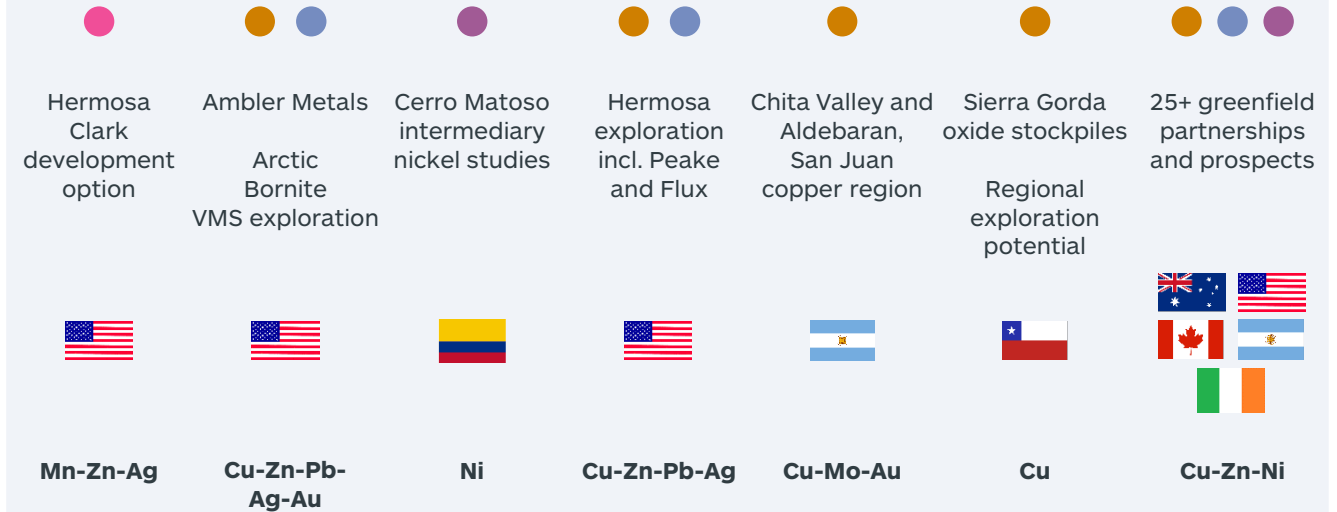 Hermosa
Clark
development
option
Ambler Metals
Arctic
Bornite
VMS exploration
Cerro Matoso
intermediary
nickel studies
Hermosa
exploration
incl. Peake
and Flux
Chita Valley and
Aldebaran,
San Juan
copper region
Sierra Gorda
oxide stockpiles
Regional
exploration
potential
25+ greenfield
partnerships
and prospects
Mn-Zn-Ag
Cu-Zn-Pb-
Ag-Au
Ni
Cu-Zn-Pb-Ag
Cu-Mo-Au
Cu
Cu-Zn-Ni